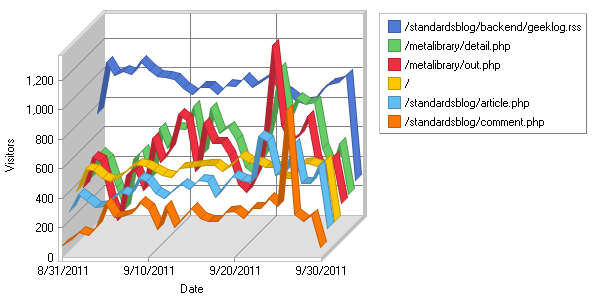 /standardsblog/backend/geeklog.rss
/metalibrary/detail.php
/metalibrary/out.php
/
/standardsblog/article.php
/standardsblog/comment.php
Visitors
1,200
1,000
800
600
400
200
0
8/31/2011 9/10/2011 9/20/2011 9/30/2011
Date